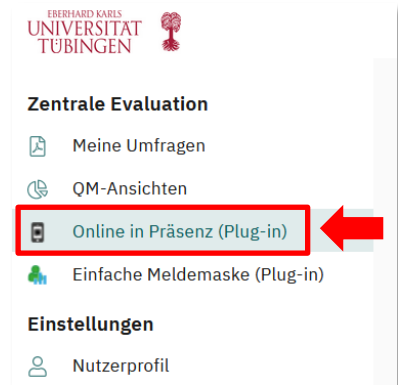 EBERHARD KARLS
UNIVERSITÄT
TÜBINGEN
Zentrale Evaluation
Meine Umfragen
QM-Ansichten
Online in Präsenz (Plug-in)
Einfache Meldemaske (Plug-in)
Einstellungen
Nutzerprofil